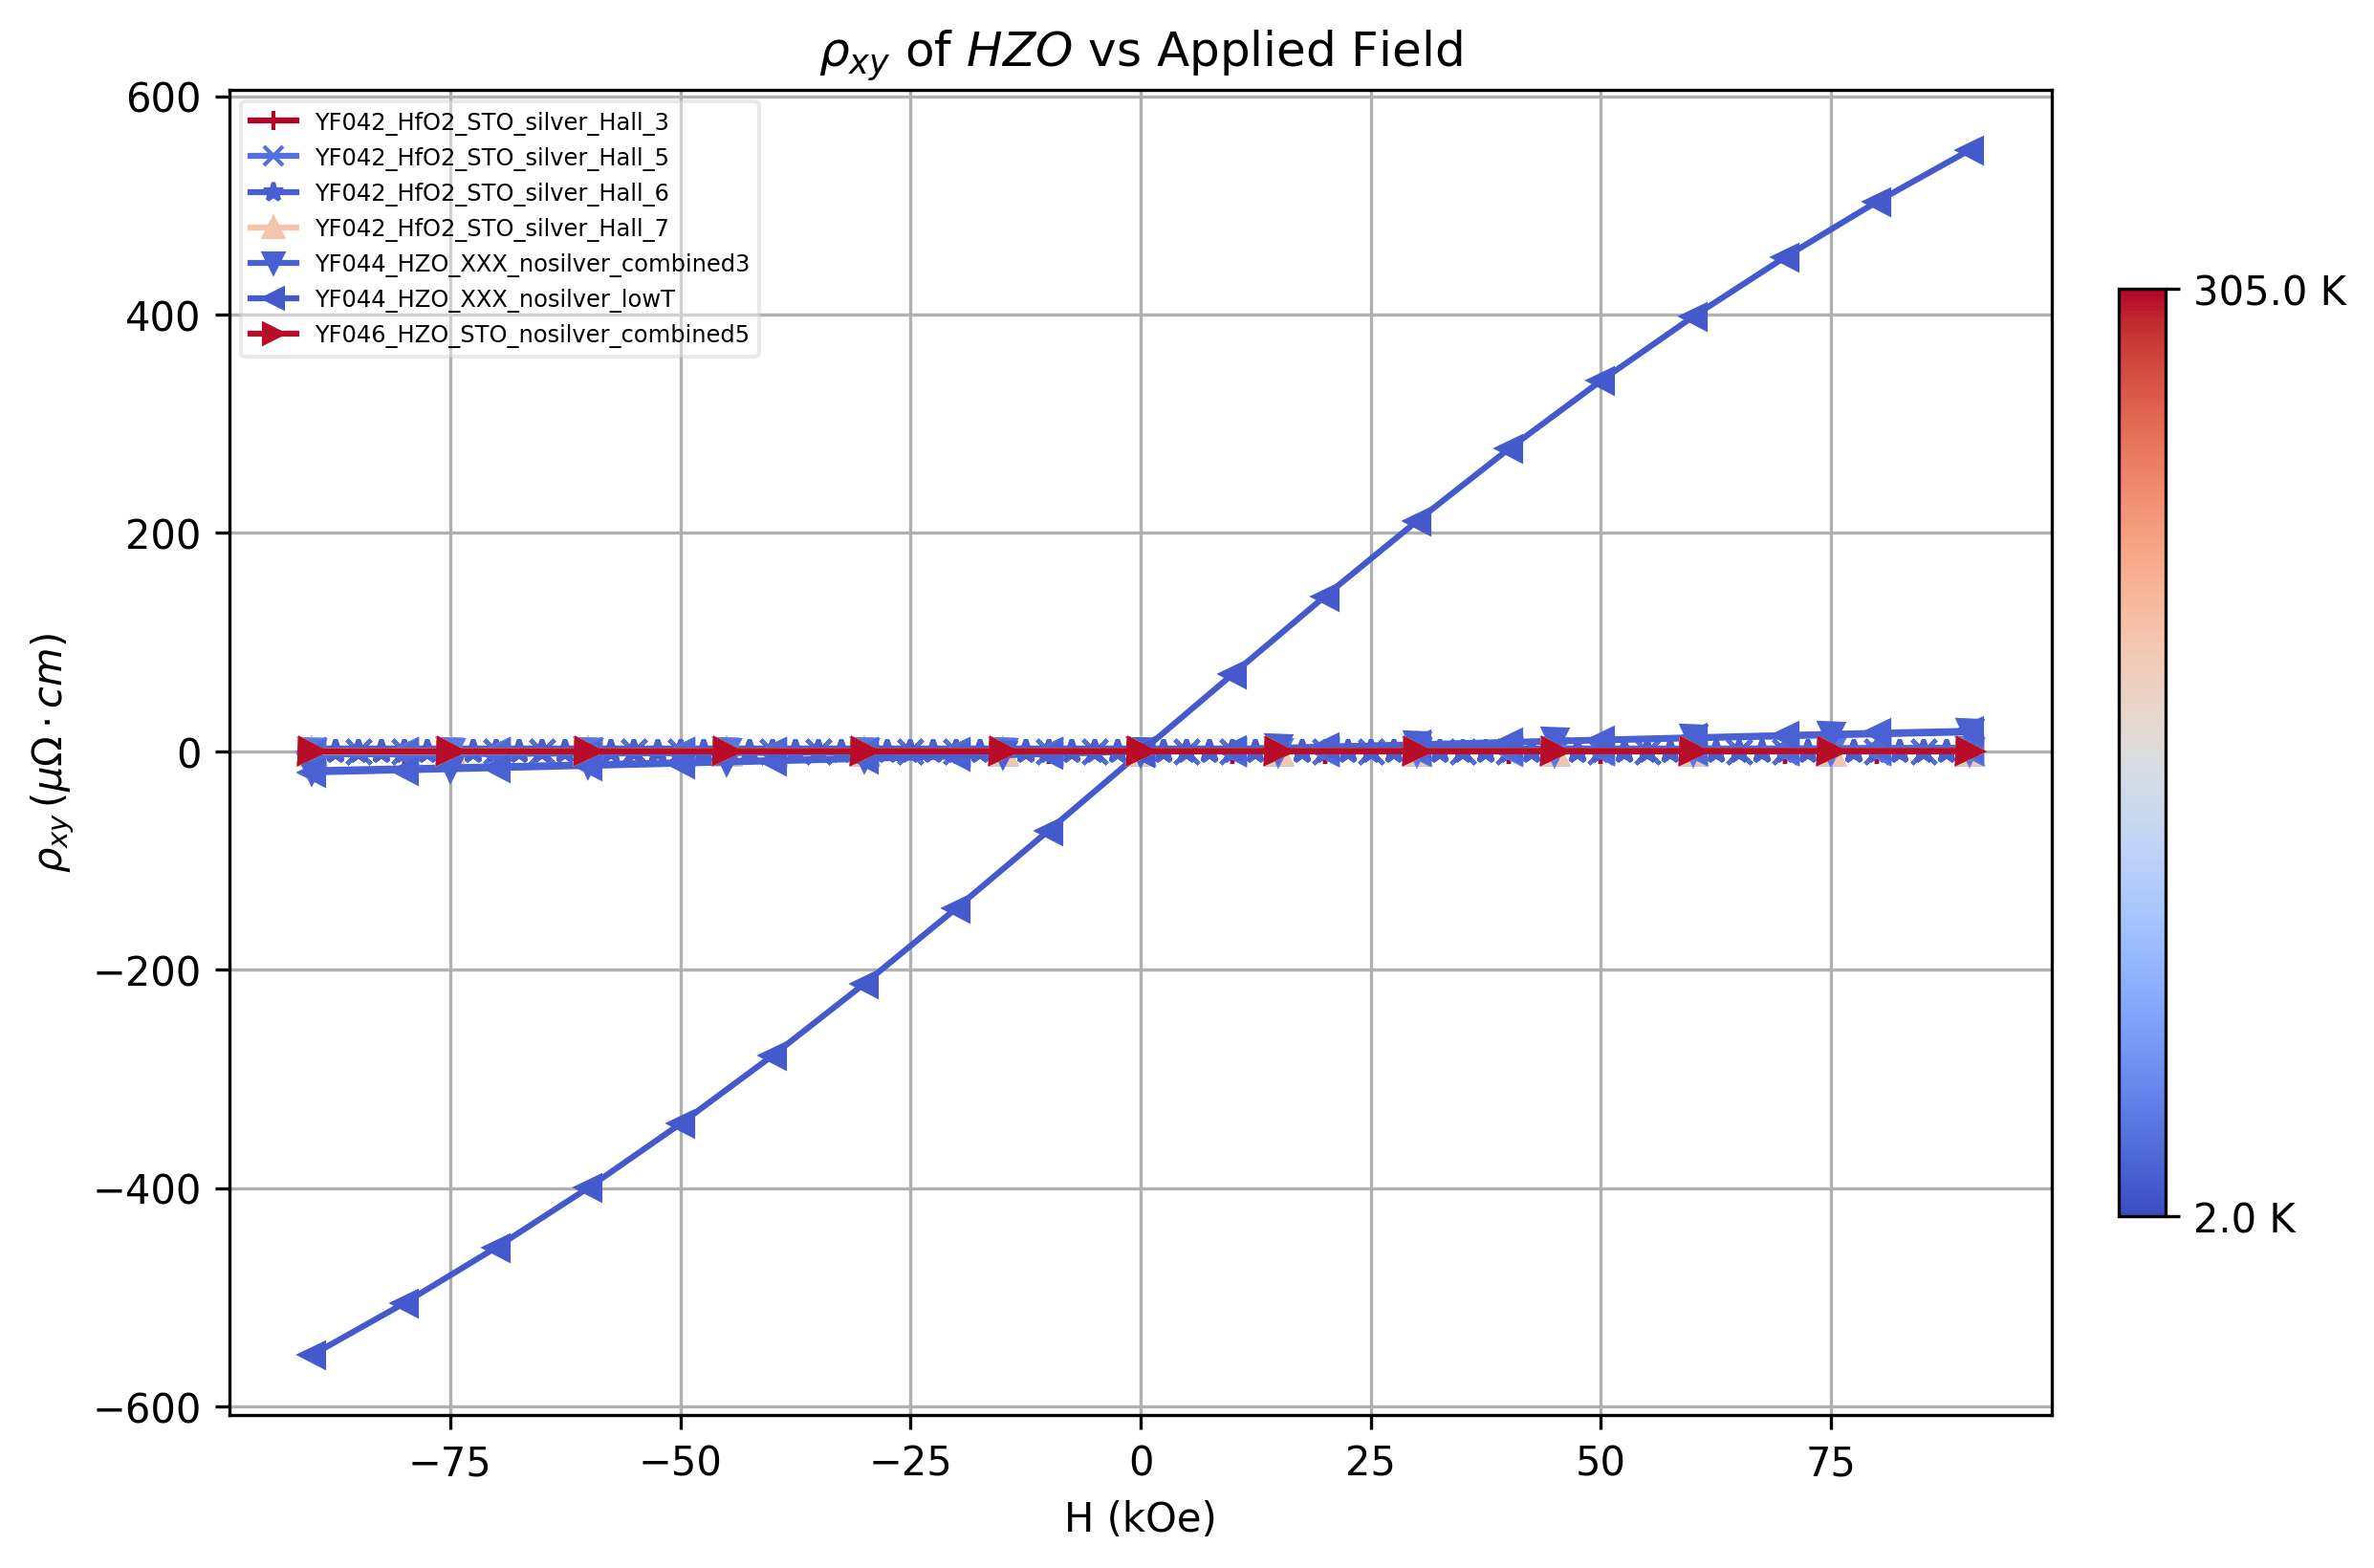 ρxy of HZO vs Applied Field
YF042_HfO2_STO_silver_Hall_3
YF042_HfO2_STO_silver_Hall_5
YF042_HfO2_STO_silver_Hall_6
YF042_HfO2_STO_silver_Hall_7
YF044_HZO_XXX_nosilver_combined3
YF044_HZO_XXX_nosilver_lowT
YF046_HZO_STO_nosilver_combined5
600
400
200
0
−200
−400
−600
ρxy (μΩ · cm)
−75
−50
−25
0
25
50
75
H (kOe)
305.0 K
2.0 K